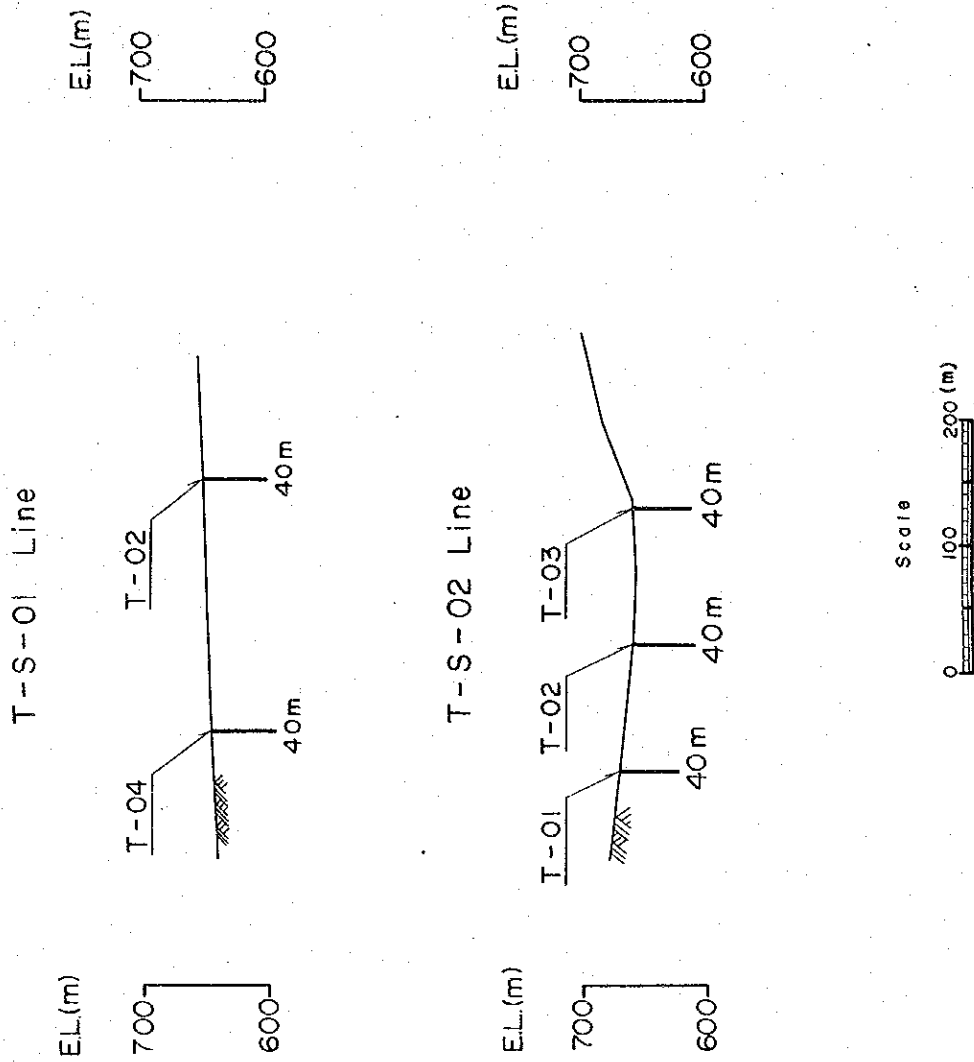 T-S-01 Line
E.L.(m)
700
600
T-04
40m
T-02
40m
E.L.(m)
700
600
T-S-02 Line
E.L.(m)
700
600
T-01
40m
T-02
40m
T-03
40m
E.L.(m)
700
600
Scale
0 100 200 (m)